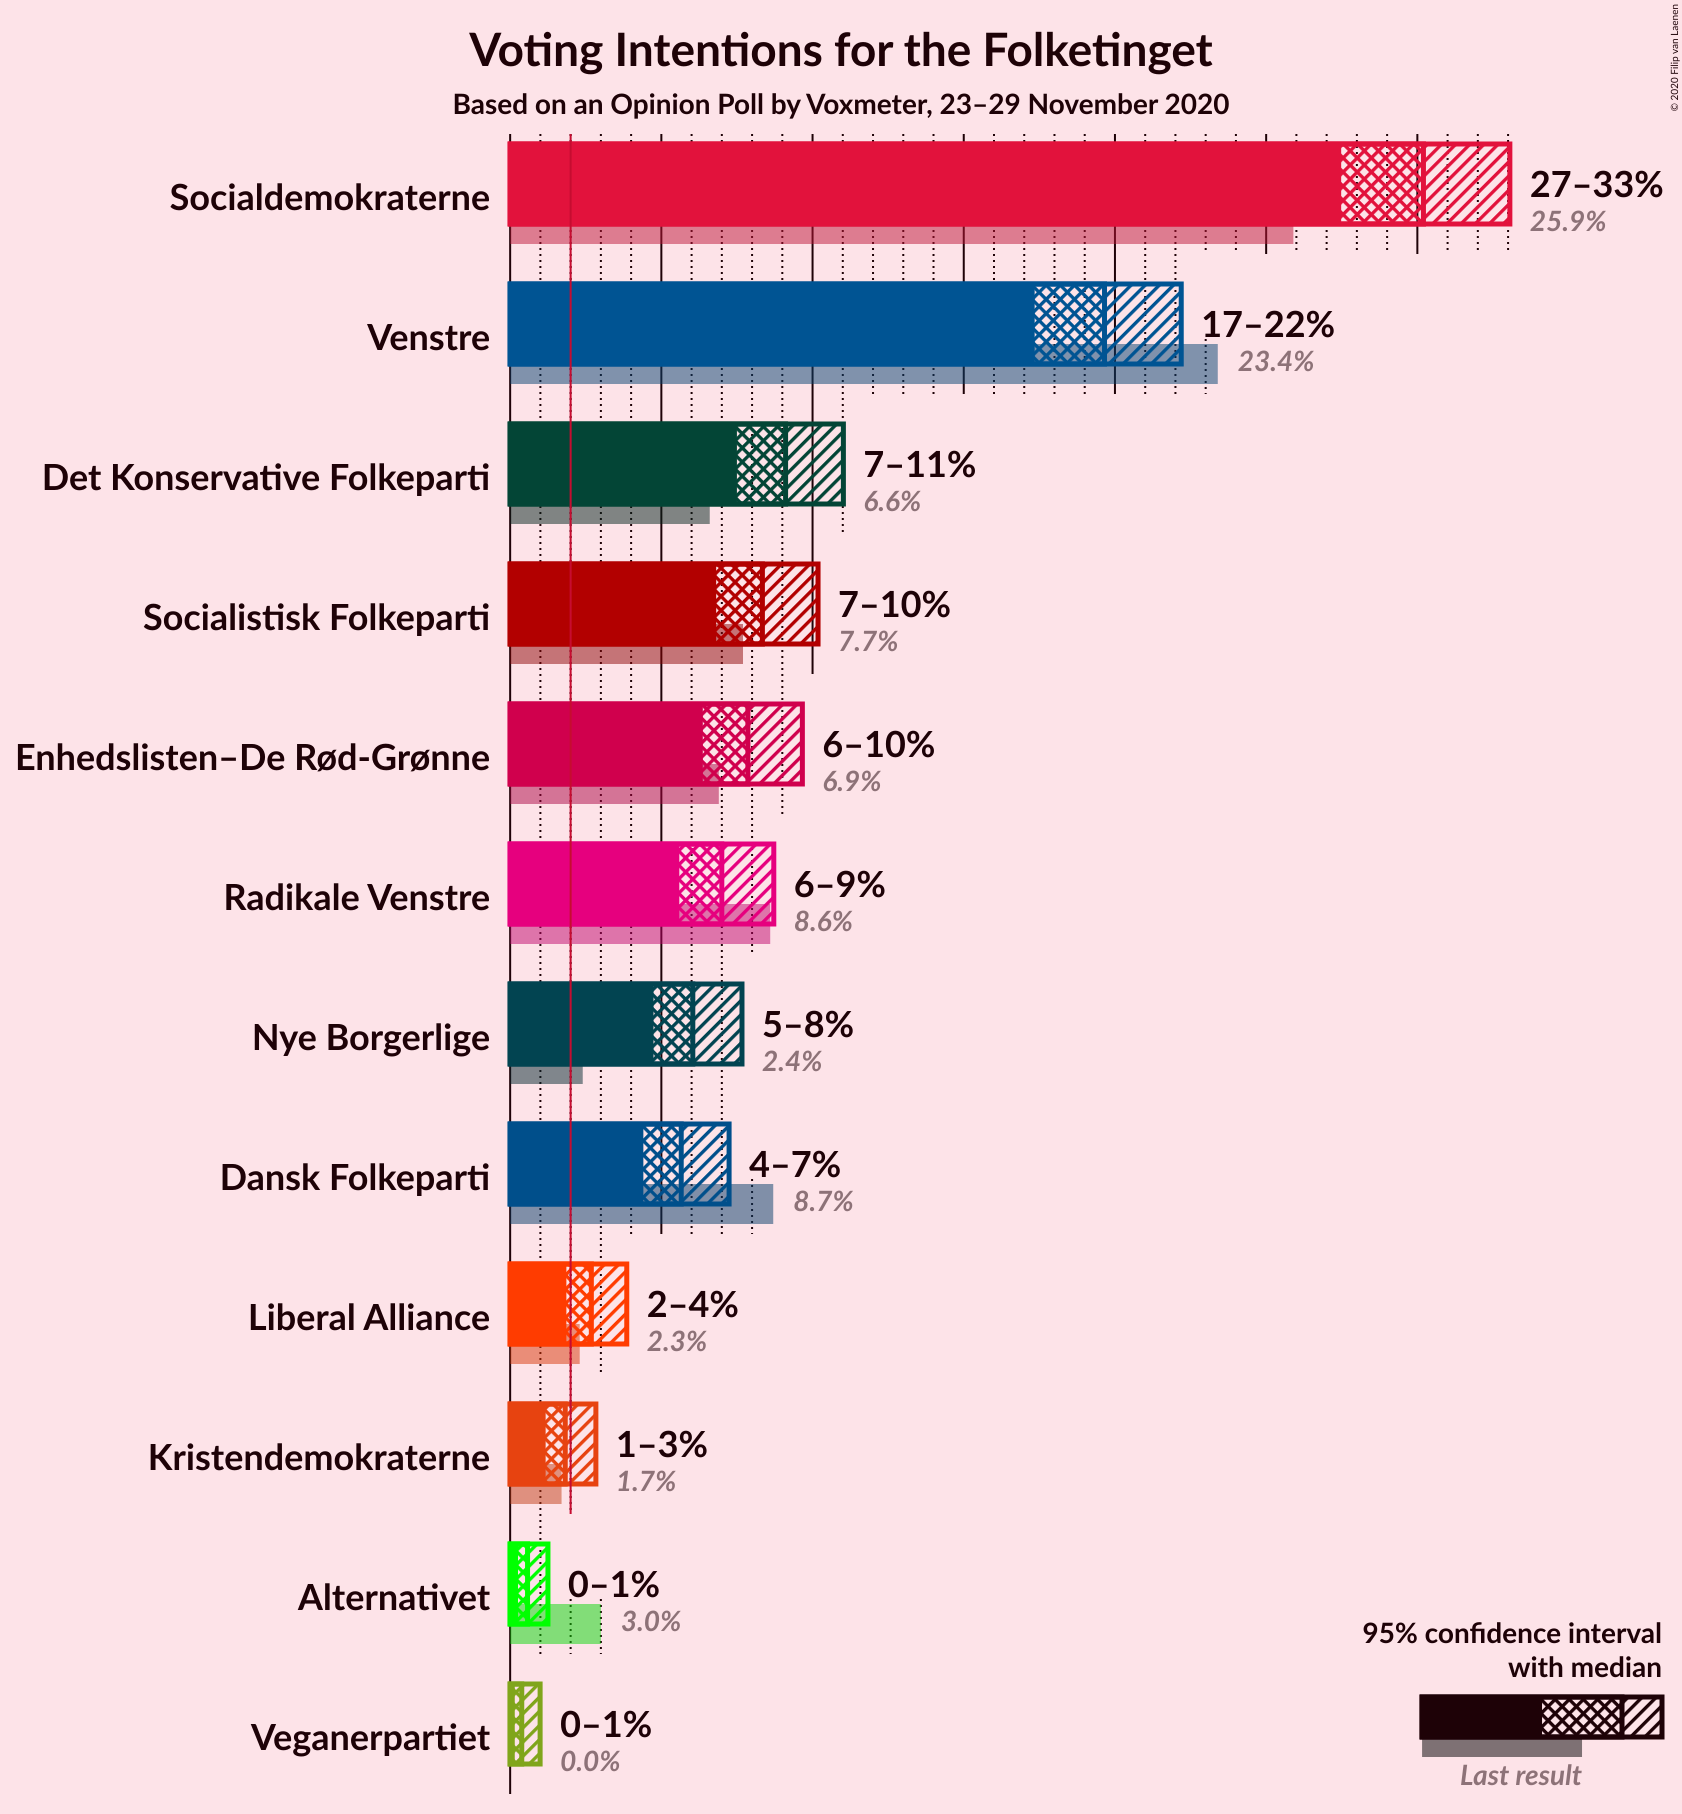 Voting Intentions for the Folketinget
Based on an Opinion Poll by Voxmeter, 23–29 November 2020
© 2020 Filip van Laenen
Socialdemokraterne
27–33%
25.9%
Venstre
17–22%
23.4%
Det Konservative Folkeparti
7–11%
6.6%
Socialistisk Folkeparti
7–10%
7.7%
Enhedslisten–De Rød-Grønne
6–10%
6.9%
Radikale Venstre
6–9%
8.6%
Nye Borgerlige
5–8%
2.4%
Dansk Folkeparti
4–7%
8.7%
Liberal Alliance
2–4%
2.3%
Kristendemokraterne
1–3%
1.7%
Alternativet
0–1%
3.0%
Veganerpartiet
0–1%
0.0%
95% confidence interval
with median
Last result